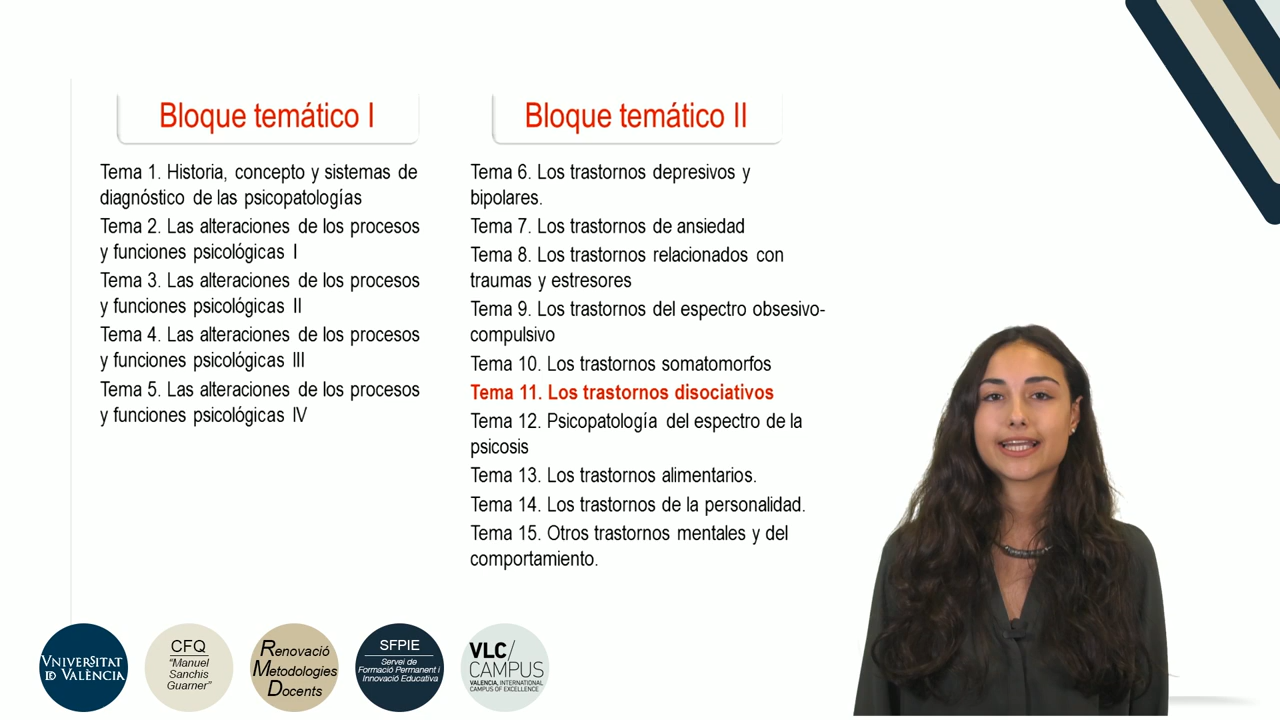 Bloque temático I
Tema 1. Historia, concepto y sistemas de
diagnóstico de las psicopatologías
Tema 2. Las alteraciones de los procesos
y funciones psicológicas I
Tema 3. Las alteraciones de los procesos
y funciones psicológicas II
Tema 4. Las alteraciones de los procesos
y funciones psicológicas III
Tema 5. Las alteraciones de los procesos
y funciones psicológicas IV
Bloque temático II
Tema 6. Los trastornos depresivos y
bipolares.
Tema 7. Los trastornos de ansiedad
Tema 8. Los trastornos relacionados con
traumas y estresores
Tema 9. Los trastornos del espectro obsesivo-
compulsivo
Tema 10. Los trastornos somatomorfos
Tema 11. Los trastornos disociativos
Tema 12. Psicopatología del espectro de la
psicosis
Tema 13. Los trastornos alimentarios.
Tema 14. Los trastornos de la personalidad.
Tema 15. Otros trastornos mentales y del
comportamiento.
VNIVERSITAT
ID VALÈNCIA
CFQ
"Manuel
Sanchis
Guarner"
Renovació
Metodologies
Docents
SFPIE
Servei de
Formació Permanent i
Innovació Educativa
VLC/
CAMPUS
VALENCIA, INTERNATIONAL
CAMPUS OF EXCELLENCE